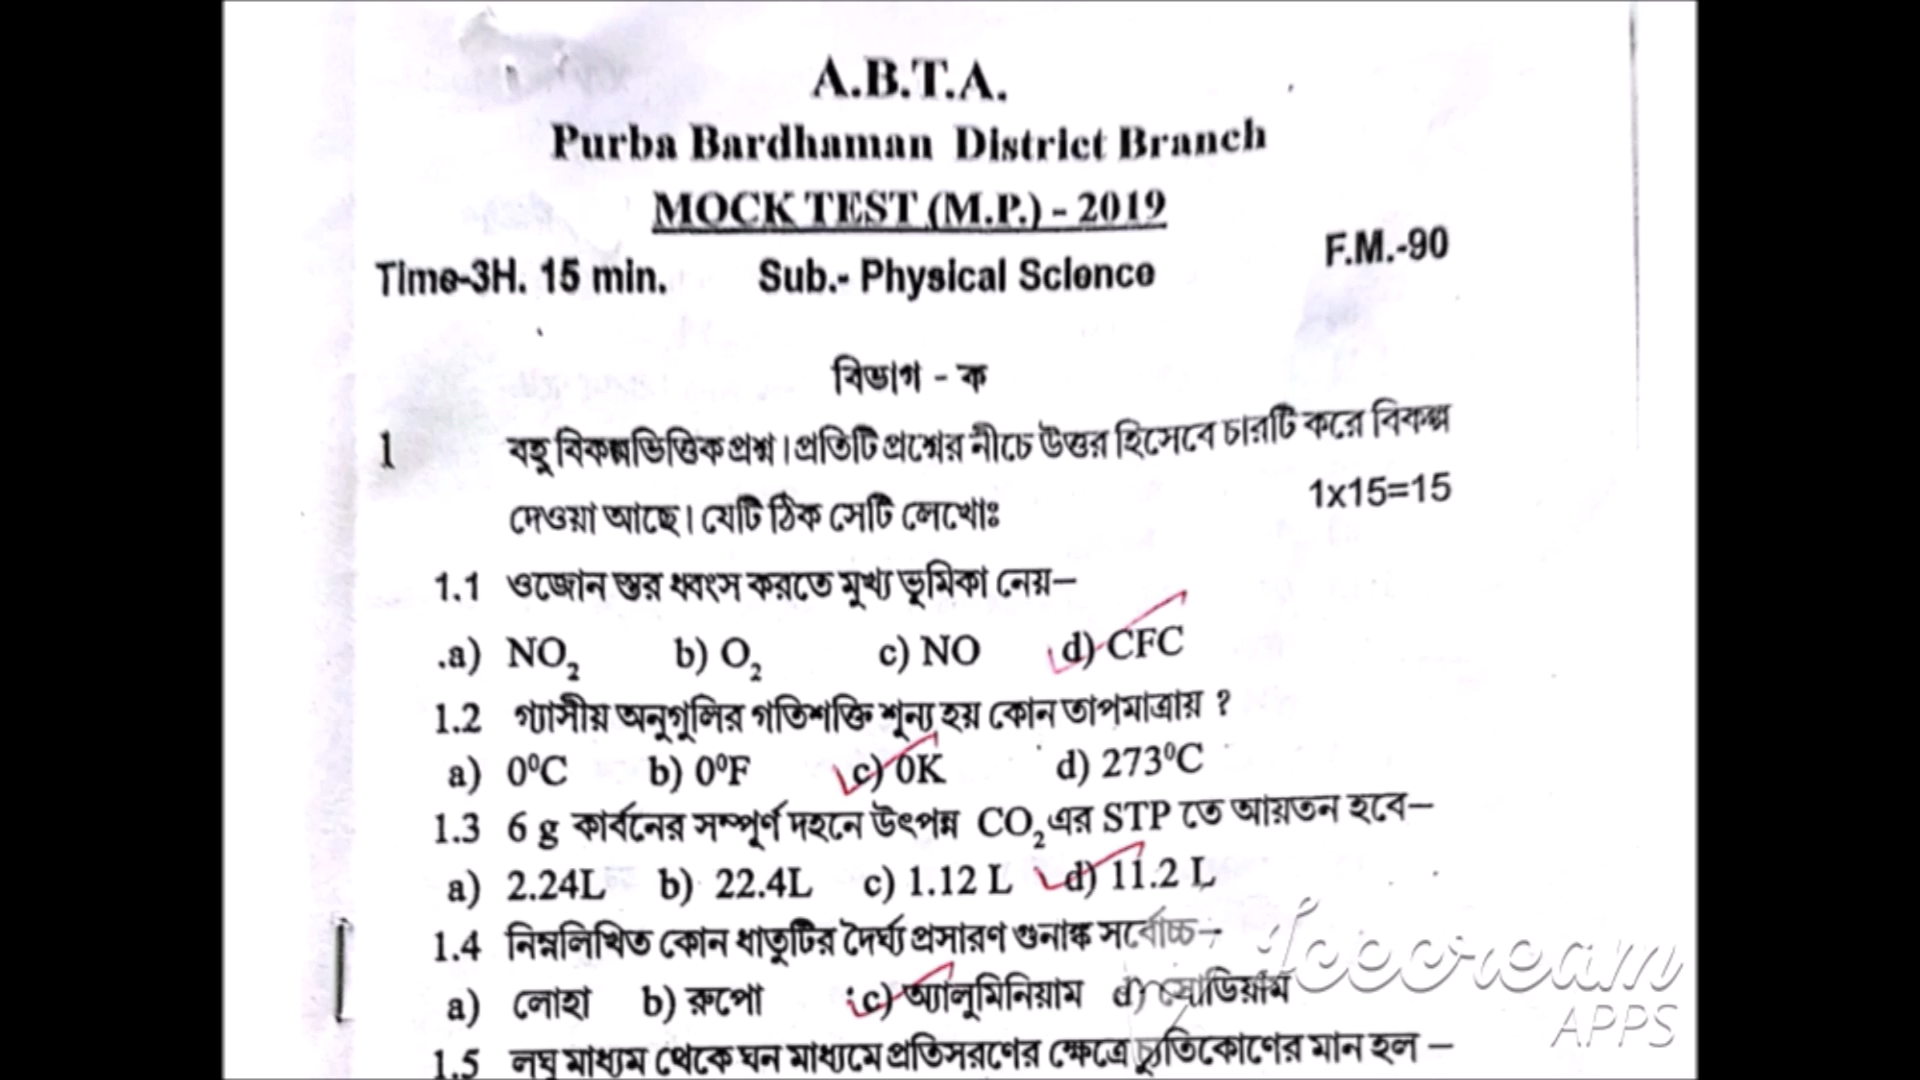 A.B.T.A.
Purba Bardhaman District Branch
MOCK TEST (M.P.) - 2019
F.M.-90
Time-3H. 15 min. Sub.- Physical Science
বিভাগ - ক
1 বহু বিকল্পভিত্তিক প্রশ্ন। প্রতিটি প্রশ্নের নীচে উত্তর হিসেবে চারটি করে বিকল্প
দেওয়া আছে। যেটি ঠিক সেটি লেখোঃ 1x15=15
1.1 ওজোন স্তর ধ্বংস করতে মুখ্য ভূমিকা নেয়–
.a) NO₂ b) O₂ c) NO d) CFC
1.2 গ্যাসীয় অনুগুলির গতিশক্তি শূন্য হয় কোন তাপমাত্রায় ?
a) 0⁰C b) 0⁰F c) 0K d) 273⁰C
1.3 6 g কার্বনের সম্পূর্ণ দহনে উৎপন্ন CO₂এর STP তে আয়তন হবে–
a) 2.24L b) 22.4L c) 1.12 L d) 11.2 L
1.4 নিম্নলিখিত কোন ধাতুটির দৈর্ঘ্য প্রসারণ গুনাঙ্ক সর্বোচ্চ–
a) লোহা b) রুপো c) অ্যালুমিনিয়াম d) সোডিয়াম
1.5 লঘু মাধ্যম থেকে ঘন মাধ্যমে প্রতিসরণের ক্ষেত্রে চ্যুতিকোণের মান হল –
Icecream
APPS